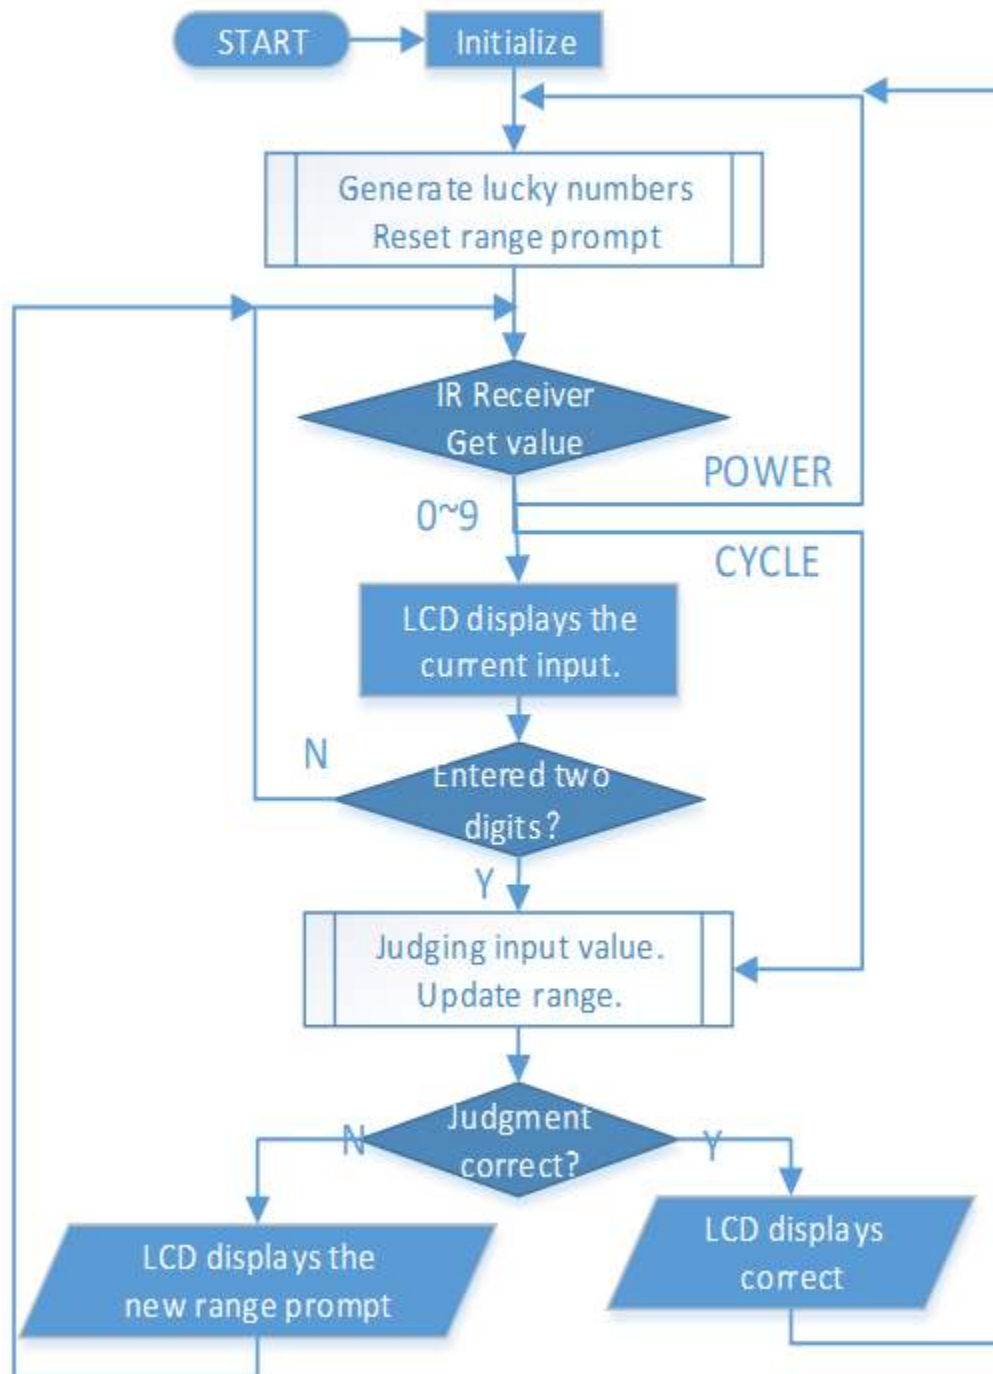 START
Initialize
Generate lucky numbers
Reset range prompt
IR Receiver
Get value
POWER
0~9
CYCLE
LCD displays the
current input.
N
Entered two
digits?
Y
Judging input value.
Update range.
Judgment
correct?
N
Y
LCD displays the
new range prompt
LCD displays
correct